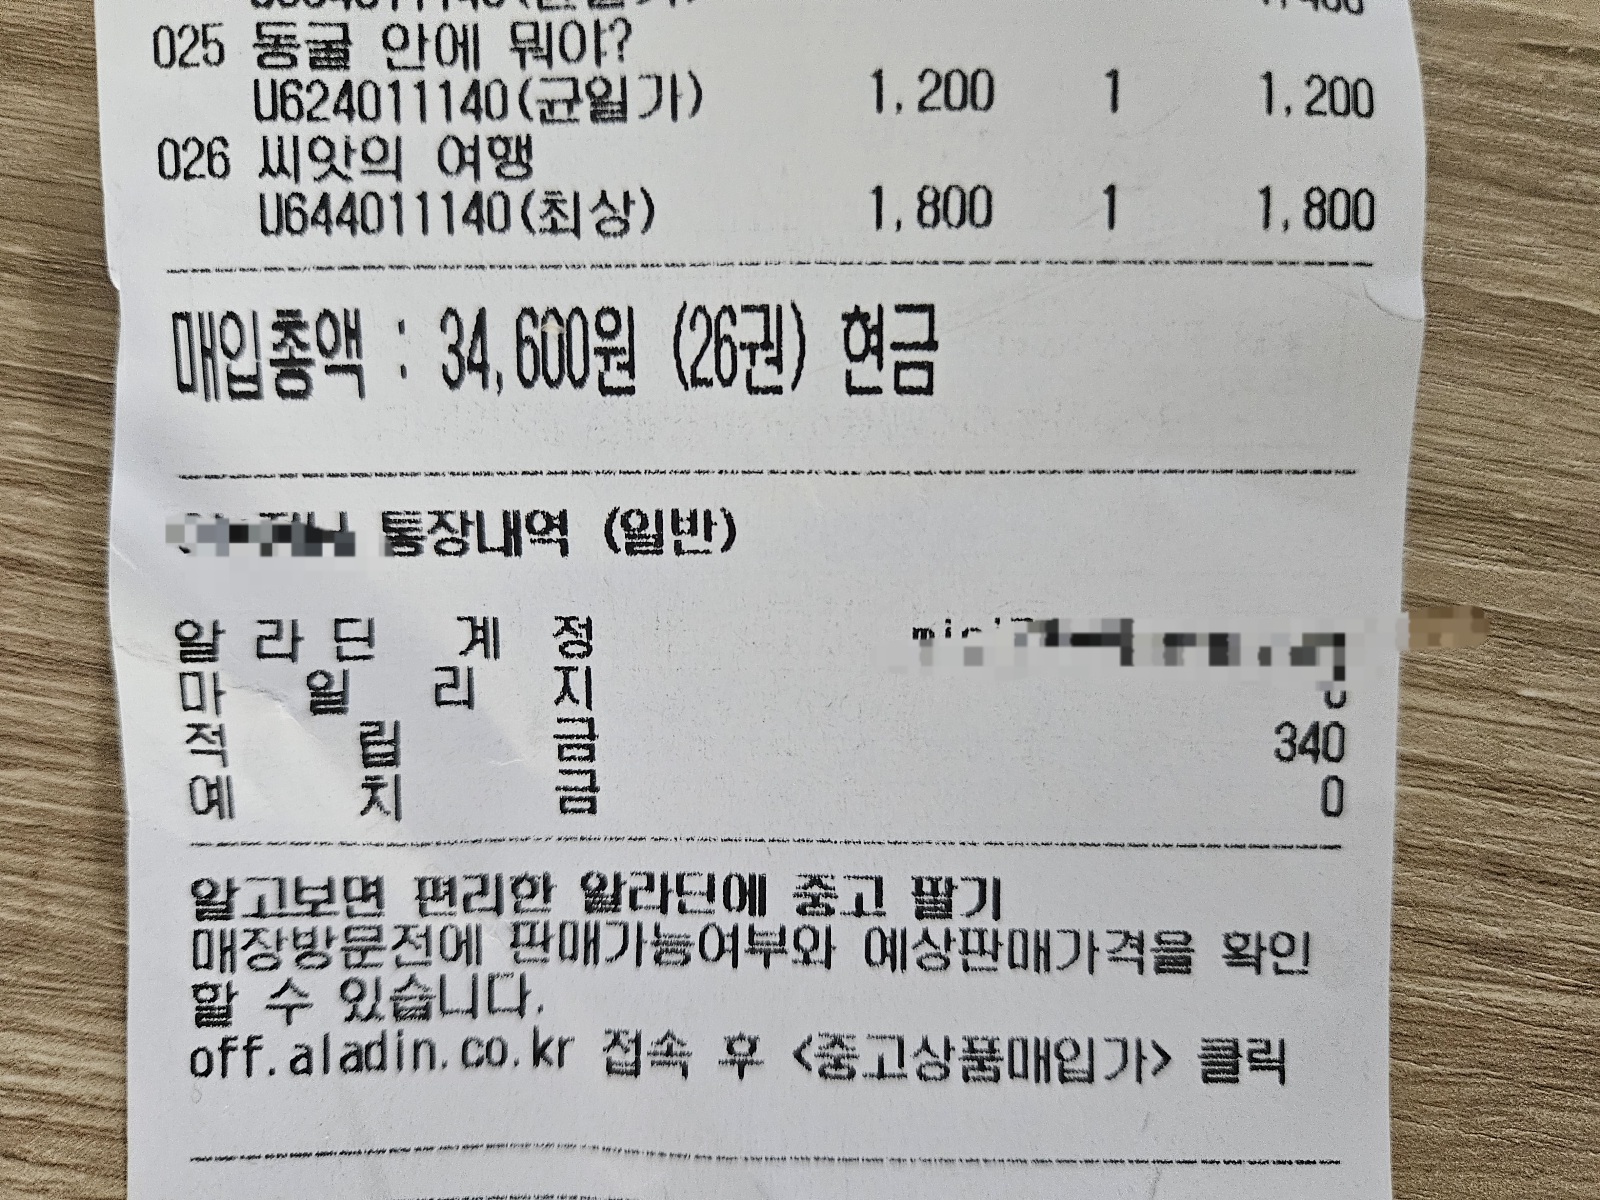 025 동굴 안에 뭐야?
U624011140(균일가) 1,200 1 1,200
026 씨앗의 여행
U644011140(최상) 1,800 1 1,800
매입총액 : 34,600원 (26권) 현금
통장내역 (일반)
알 라 딘 계 정
마 일 리 지 0
적 립 금 340
예 치 금 0
알고보면 편리한 알라딘에 중고 팔기
매장방문전에 판매가능여부와 예상판매가격을 확인
할 수 있습니다.
off.aladin.co.kr 접속 후 <중고상품매입가> 클릭